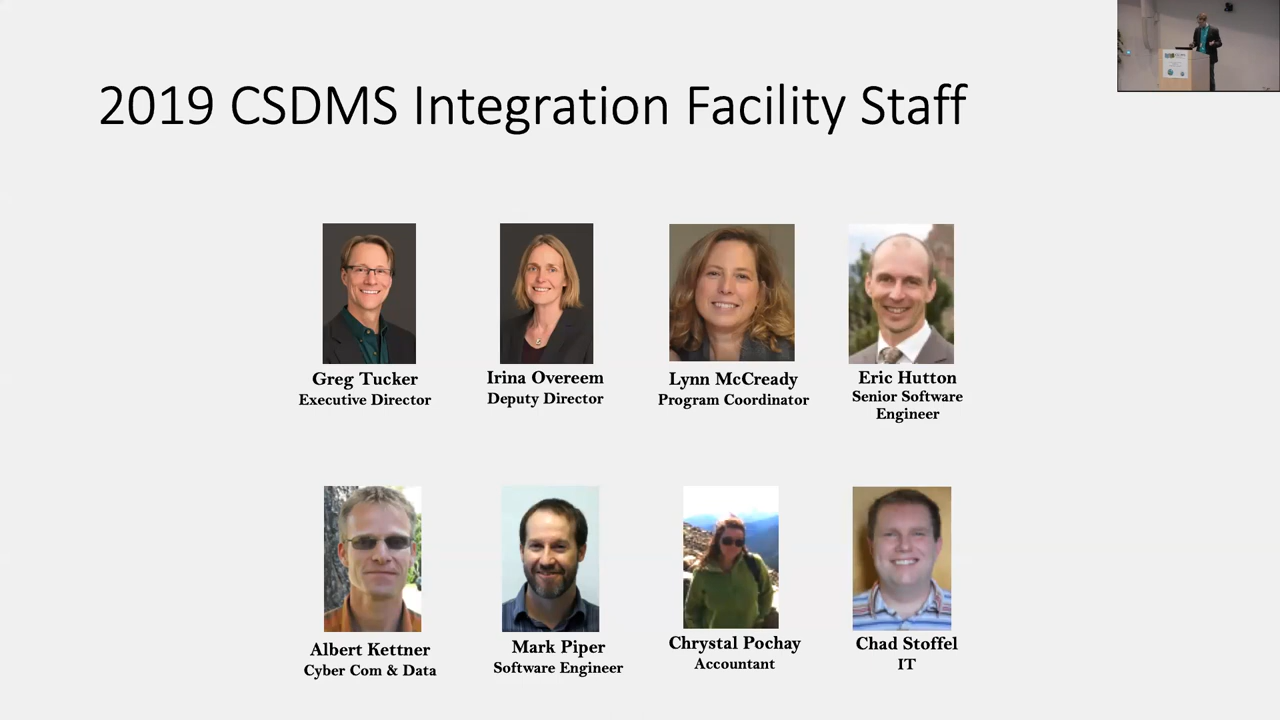 2019 CSDMS Integration Facility Staff
Greg Tucker
Executive Director
Irina Overeem
Deputy Director
Lynn McCready
Program Coordinator
Eric Hutton
Senior Software
Engineer
Albert Kettner
Cyber Com & Data
Mark Piper
Software Engineer
Chrystal Pochay
Accountant
Chad Stoffel
IT